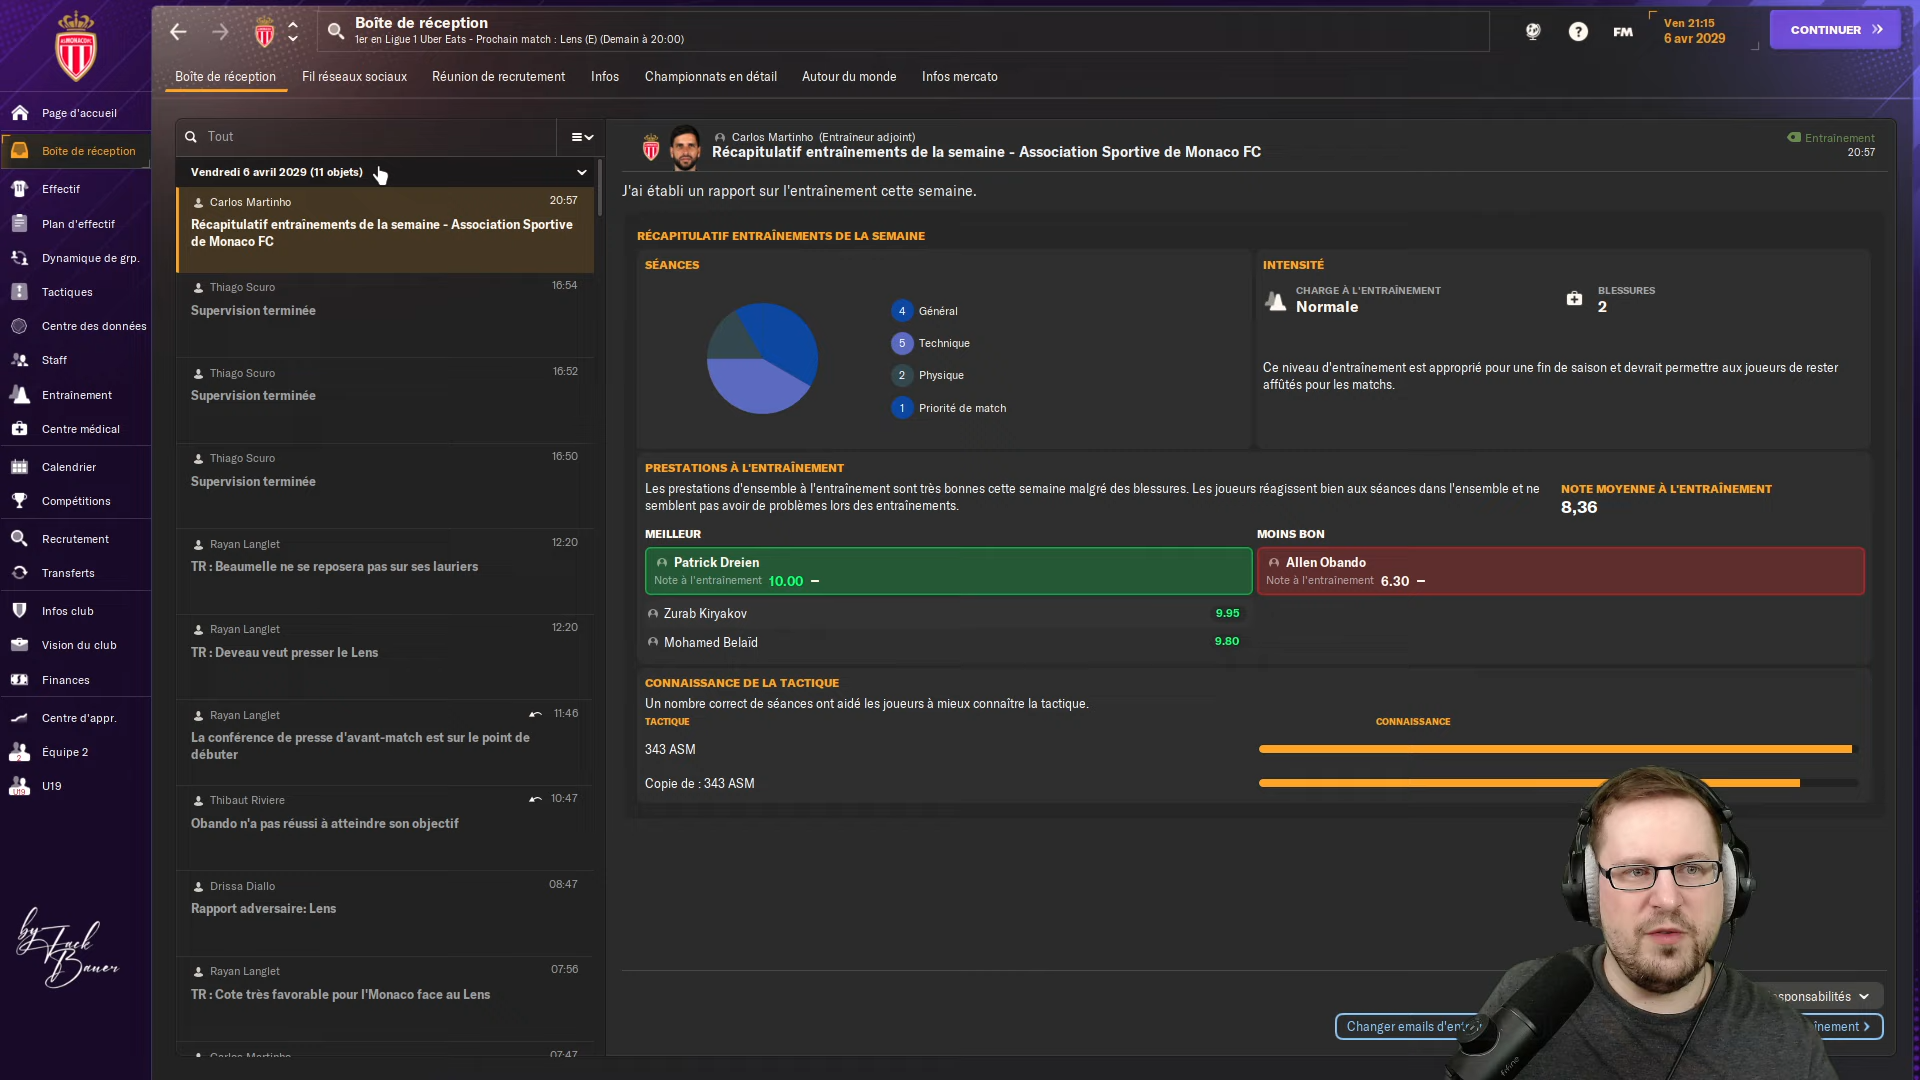 Boîte de réception
1er en Ligue 1 Uber Eats - Prochain match : Lens (E) (Demain à 20:00)
FM
Ven 21:15
6 avr 2029
CONTINUER
Boîte de réception
Fil réseaux sociaux
Réunion de recrutement
Infos
Championnats en détail
Autour du monde
Infos mercato
Page d'accueil
Boîte de réception
Effectif
Plan d'effectif
Dynamique de grp.
Tactiques
Centre des données
Staff
Entraînement
Centre médical
Calendrier
Compétitions
Recrutement
Transferts
Infos club
Vision du club
Finances
Centre d'appr.
Équipe 2
U19
by Jack
Bauer
Tout
Vendredi 6 avril 2029 (11 objets)
Carlos Martinho 20:57
Récapitulatif entraînements de la semaine - Association Sportive
de Monaco FC
Thiago Scuro 16:54
Supervision terminée
Thiago Scuro 16:52
Supervision terminée
Thiago Scuro 16:50
Supervision terminée
Rayan Langlet 12:20
TR : Beaumelle ne se reposera pas sur ses lauriers
Rayan Langlet 12:20
TR : Deveau veut presser le Lens
Rayan Langlet 11:46
La conférence de presse d'avant-match est sur le point de
débuter
Thibaut Riviere 10:47
Obando n'a pas réussi à atteindre son objectif
Drissa Diallo 08:47
Rapport adversaire: Lens
Rayan Langlet 07:56
TR : Cote très favorable pour l'Monaco face au Lens
Carlos Martinho 07:47
Carlos Martinho (Entraîneur adjoint)
Récapitulatif entraînements de la semaine - Association Sportive de Monaco FC
Entraînement
20:57
J'ai établi un rapport sur l'entraînement cette semaine.
RÉCAPITULATIF ENTRAÎNEMENTS DE LA SEMAINE
SÉANCES
4 Général
5 Technique
2 Physique
1 Priorité de match
INTENSITÉ
CHARGE À L'ENTRAÎNEMENT
Normale
BLESSURES
2
Ce niveau d'entraînement est approprié pour une fin de saison et devrait permettre aux joueurs de rester
affûtés pour les matchs.
PRESTATIONS À L'ENTRAÎNEMENT
Les prestations d'ensemble à l'entraînement sont très bonnes cette semaine malgré des blessures. Les joueurs réagissent bien aux séances dans l'ensemble et ne
semblent pas avoir de problèmes lors des entraînements.
NOTE MOYENNE À L'ENTRAÎNEMENT
8,36
MEILLEUR
Patrick Dreien
Note à l'entraînement 10.00 –
Zurab Kiryakov 9.95
Mohamed Belaïd 9.80
MOINS BON
Allen Obando
Note à l'entraînement 6.30 –
CONNAISSANCE DE LA TACTIQUE
Un nombre correct de séances ont aidé les joueurs à mieux connaître la tactique.
TACTIQUE CONNAISSANCE
343 ASM
Copie de : 343 ASM
sponsabilités
Changer emails d'entr
înement